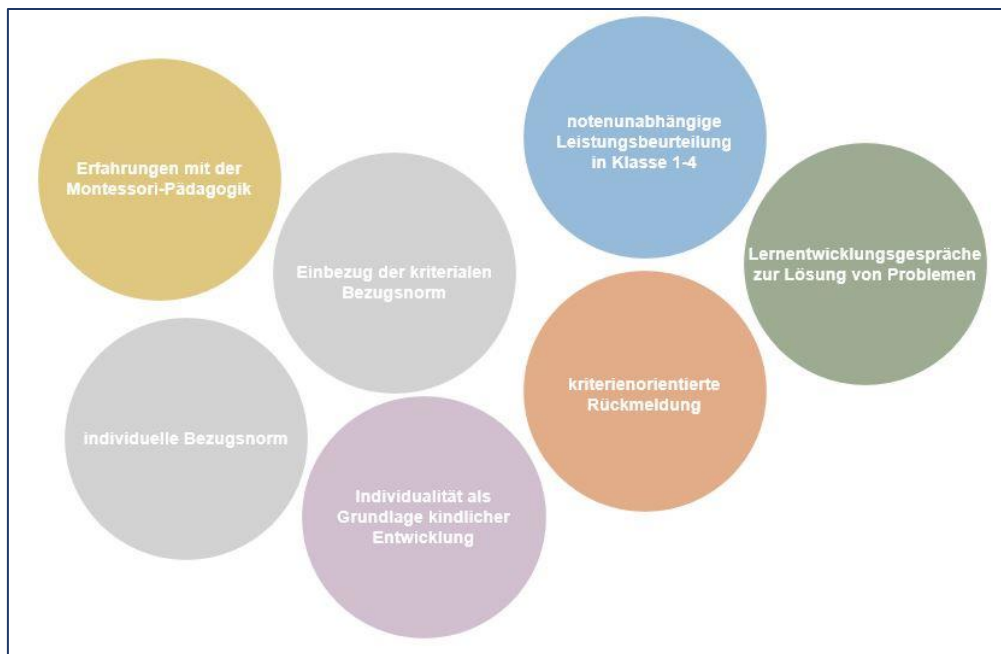 Erfahrungen mit der
Montessori-Pädagogik
Einbezug der kriterialen
Bezugsnorm
individuelle Bezugsnorm
Individualität als
Grundlage kindlicher
Entwicklung
notenunabhängige
Leistungsbeurteilung
in Klasse 1-4
kriterienorientierte
Rückmeldung
Lernentwicklungsgespräche
zur Lösung von Problemen